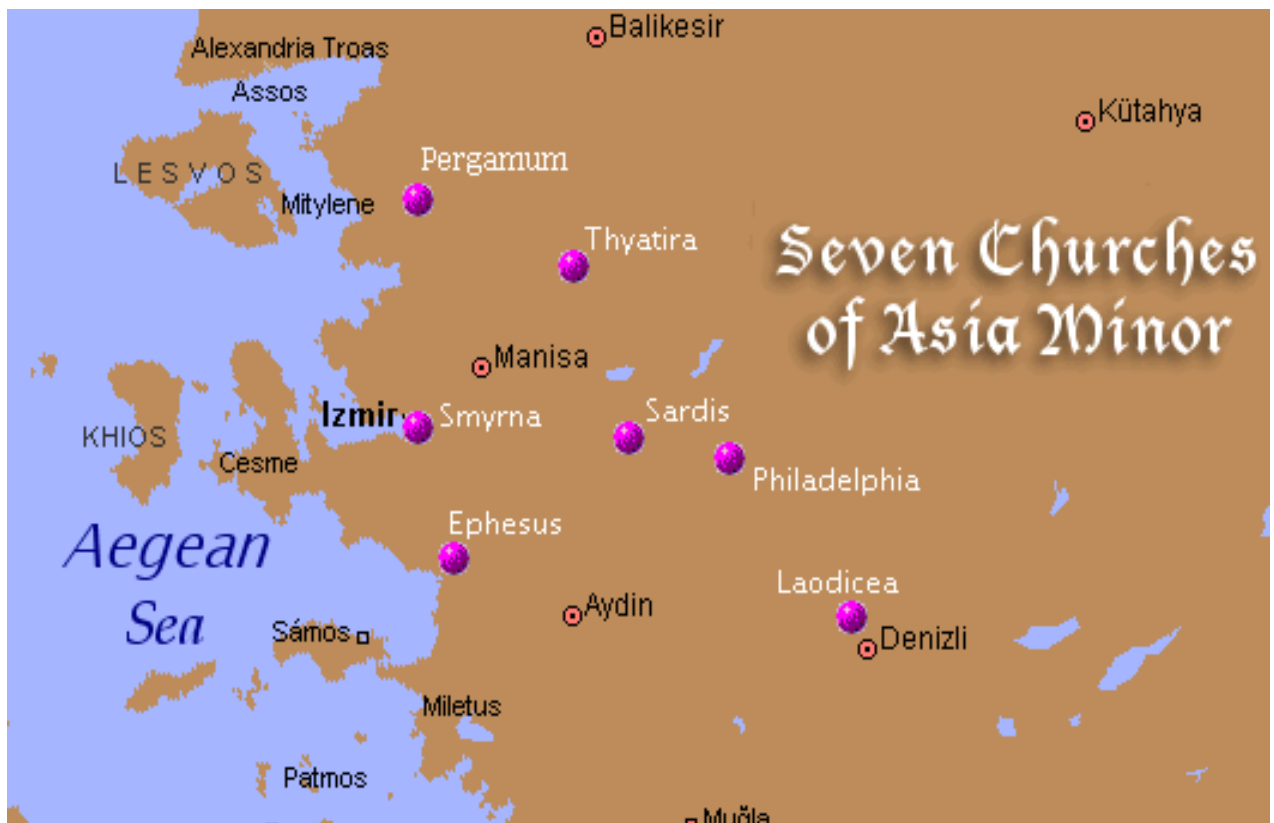 Balikesir
Alexandria Troas
Assos
Kütahya
Pergamum
LESVOS
Mitylene
Thyatira
Seven Churches
of Asia Minor
Manisa
Izmir
Smyrna
Sardis
KHIOS
Cesme
Philadelphia
Ephesus
Aegean
Sea
Laodicea
Aydin
Sámos
Denizli
Miletus
Patmos
Muğla